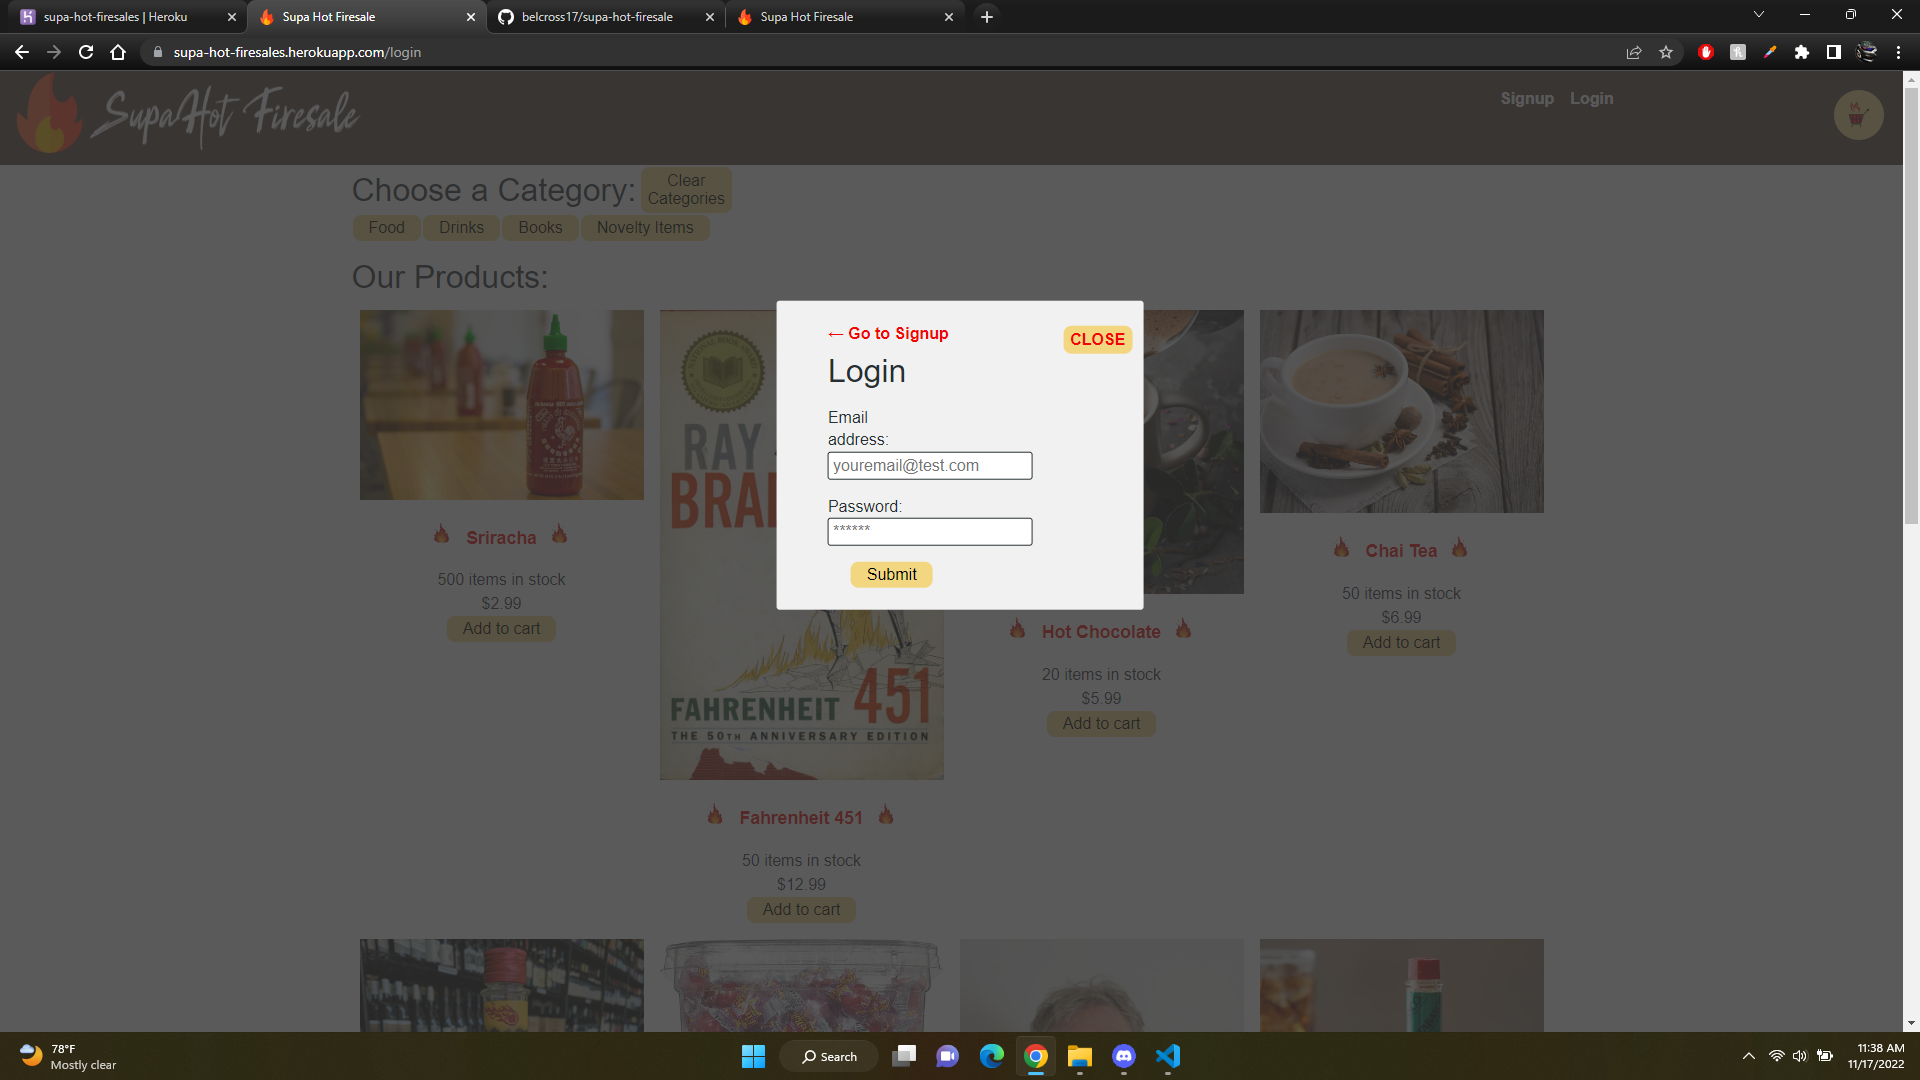 supa-hot-firesales | Heroku
Supa Hot Firesale
belcross17/supa-hot-firesale
Supa Hot Firesale
supa-hot-firesales.herokuapp.com/login
SupaHot Firesale
Signup Login
Choose a Category:
Clear
Categories
Food Drinks Books Novelty Items
Our Products:
← Go to Signup
CLOSE
Login
Email
address:
youremail@test.com
Password:
******
Submit
RAY
BRA
FAHRENHEIT 451
THE 50TH ANNIVERSARY EDITION
Sriracha
500 items in stock
$2.99
Add to cart
Fahrenheit 451
50 items in stock
$12.99
Add to cart
Hot Chocolate
20 items in stock
$5.99
Add to cart
Chai Tea
50 items in stock
$6.99
Add to cart
78°F
Mostly clear
Search
11:38 AM
11/17/2022